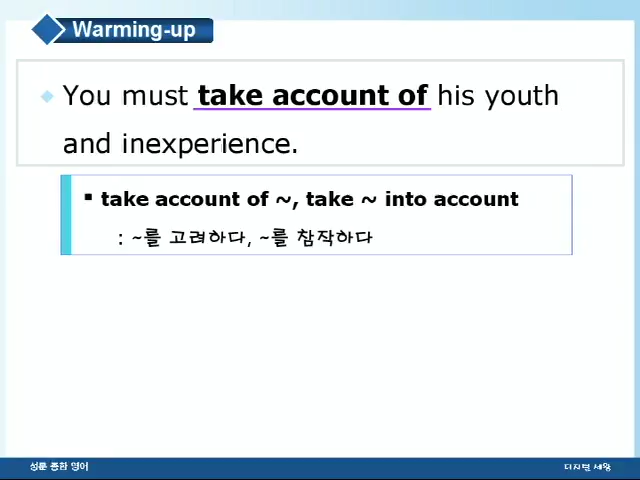 Warming-up
You must take account of his youth
and inexperience.
▪ take account of ~, take ~ into account
: ~를 고려하다, ~를 참작하다
성문 종합 영어
디지털 세왕